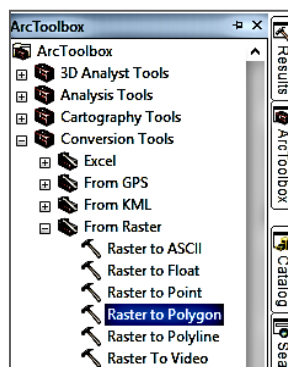 ArcToolbox
ArcToolbox
3D Analyst Tools
Analysis Tools
Cartography Tools
Conversion Tools
Excel
From GPS
From KML
From Raster
Raster to ASCII
Raster to Float
Raster to Point
Raster to Polygon
Raster to Polyline
Raster To Video
Results
ArcToolbox
Catalog
Sea